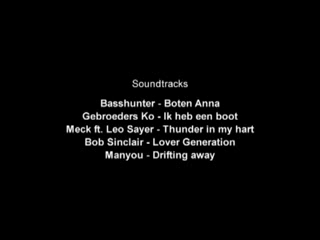 Soundtracks
Basshunter - Boten Anna
Gebroeders Ko - Ik heb een boot
Meck ft. Leo Sayer - Thunder in my hart
Bob Sinclair - Lover Generation
Manyou - Drifting away